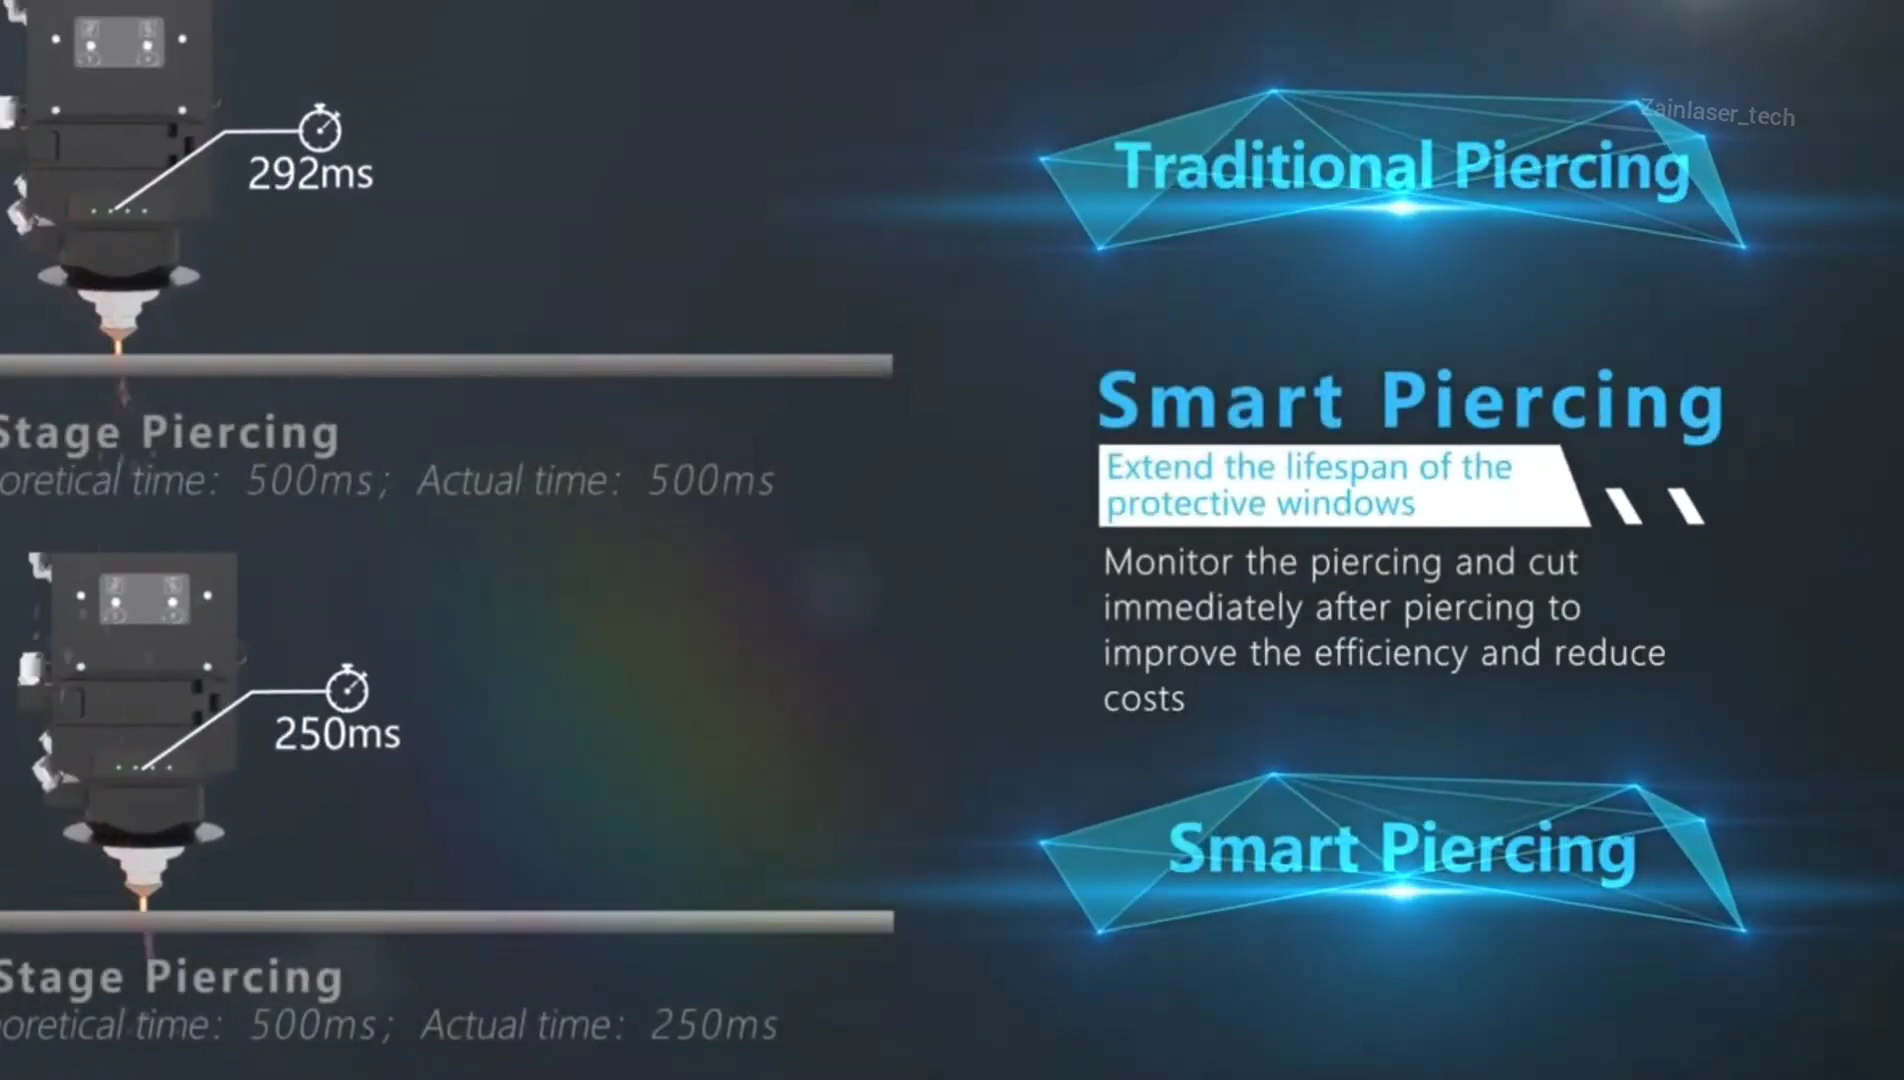 Zainlaser_tech
Traditional Piercing
292ms
Stage Piercing
oretical time: 500ms; Actual time: 500ms
Smart Piercing
Extend the lifespan of the
protective windows
Monitor the piercing and cut
immediately after piercing to
improve the efficiency and reduce
costs
250ms
Smart Piercing
Stage Piercing
oretical time: 500ms; Actual time: 250ms